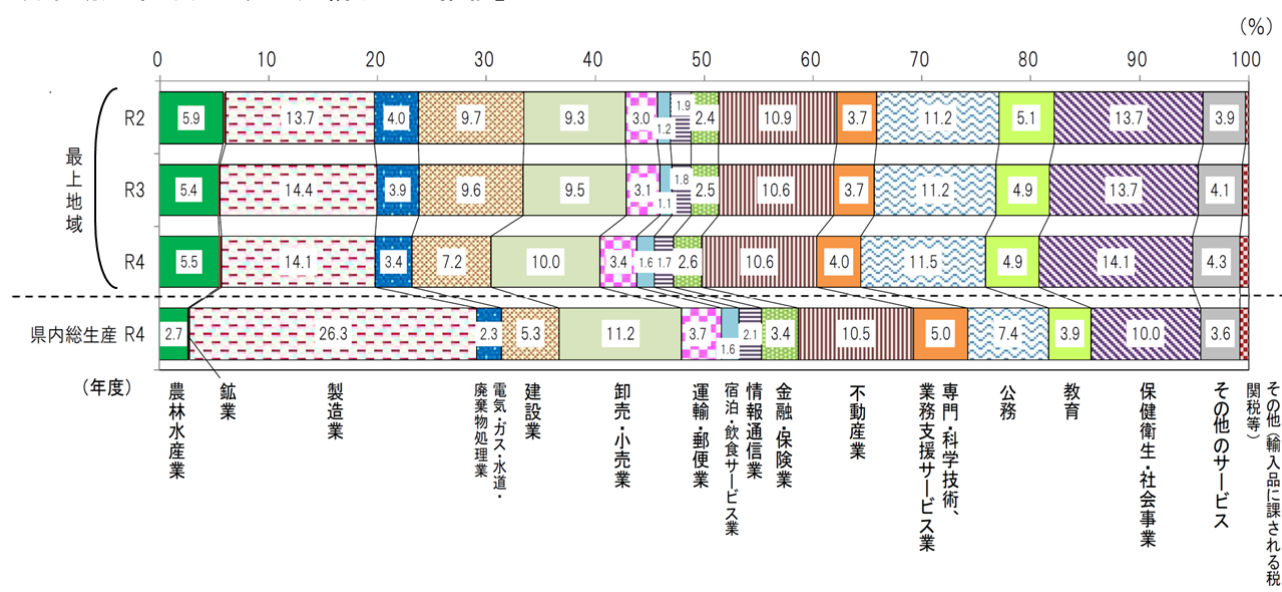 (%)
0 10 20 30 40 50 60 70 80 90 100
最上地域
R2 5.9 13.7 4.0 9.7 9.3 3.0 1.2 1.9 2.4 10.9 3.7 11.2 5.1 13.7 3.9
R3 5.4 14.4 3.9 9.6 9.5 3.1 1.1 1.8 2.5 10.6 3.7 11.2 4.9 13.7 4.1
R4 5.5 14.1 3.4 7.2 10.0 3.4 1.6 1.7 2.6 10.6 4.0 11.5 4.9 14.1 4.3
県内総生産 R4 2.7 26.3 2.3 5.3 11.2 3.7 1.6 2.1 3.4 10.5 5.0 7.4 3.9 10.0 3.6
(年度)
農林水産業
鉱業
製造業
電気・ガス・水道・
廃棄物処理業
建設業
卸売・小売業
運輸・郵便業
宿泊・飲食サービス業
情報通信業
金融・保険業
不動産業
専門・科学技術、
業務支援サービス業
公務
教育
保健衛生・社会事業
その他のサービス
その他(輸入品に課される税
関税等)